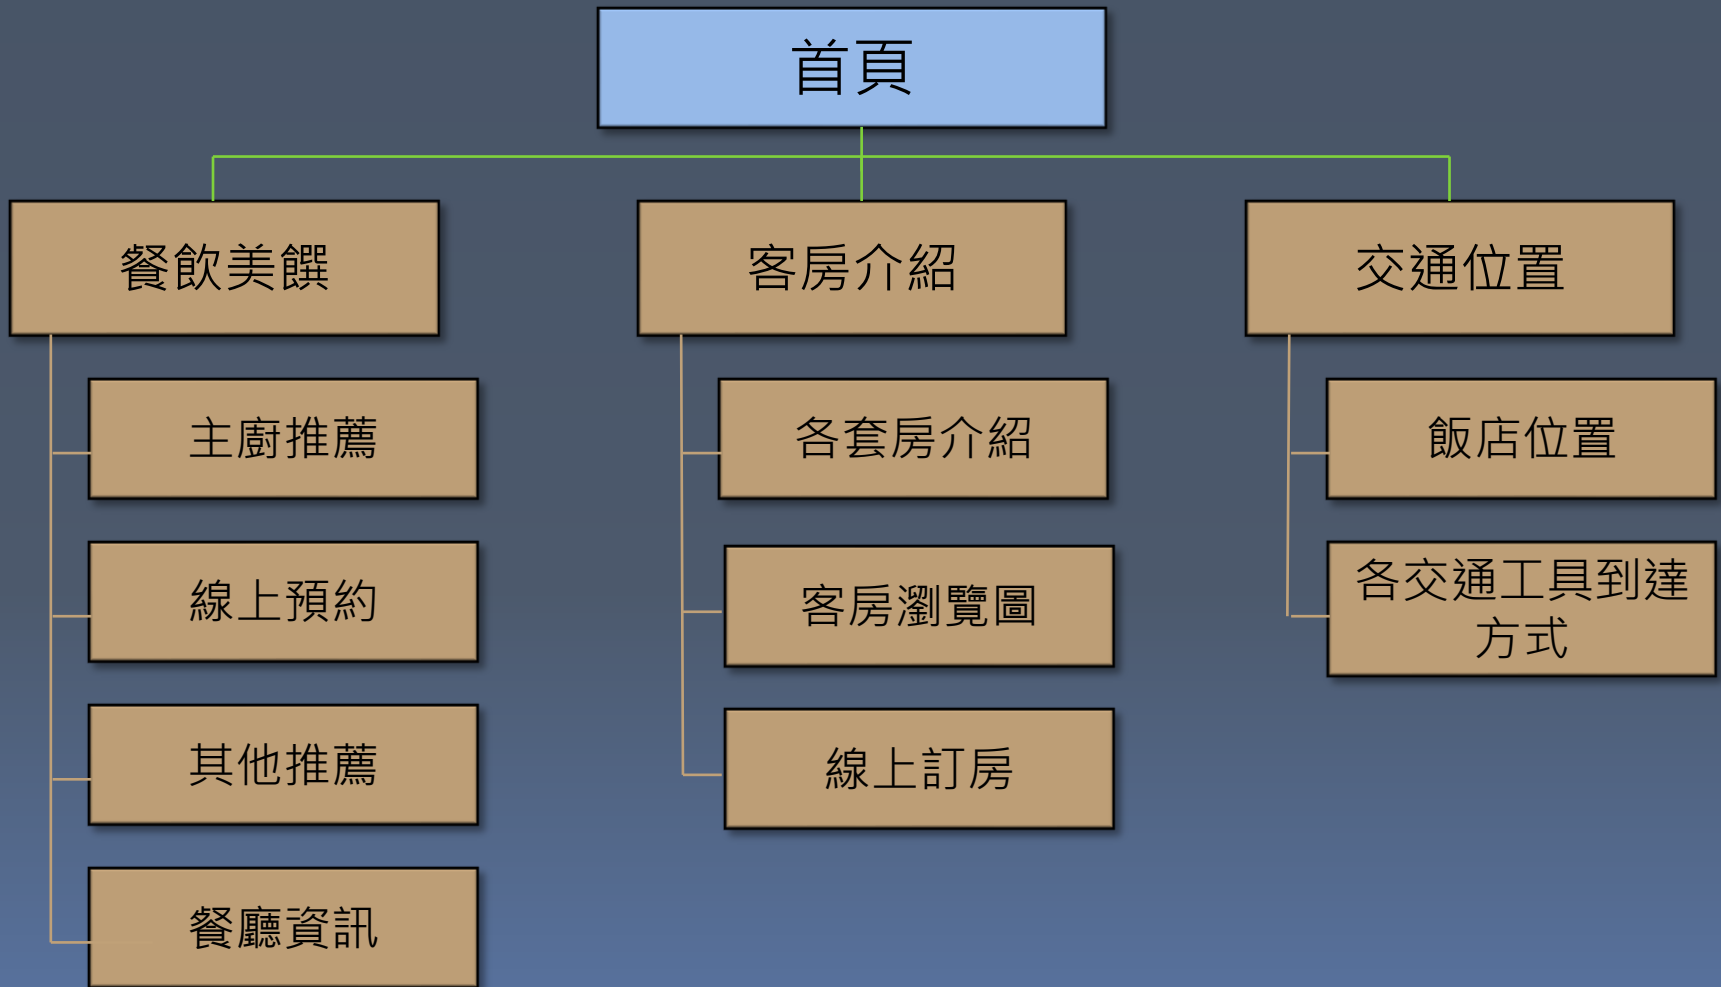 首頁
餐飲美饌
客房介紹
交通位置
主廚推薦
線上預約
其他推薦
餐廳資訊
各套房介紹
客房瀏覽圖
線上訂房
飯店位置
各交通工具到達
方式